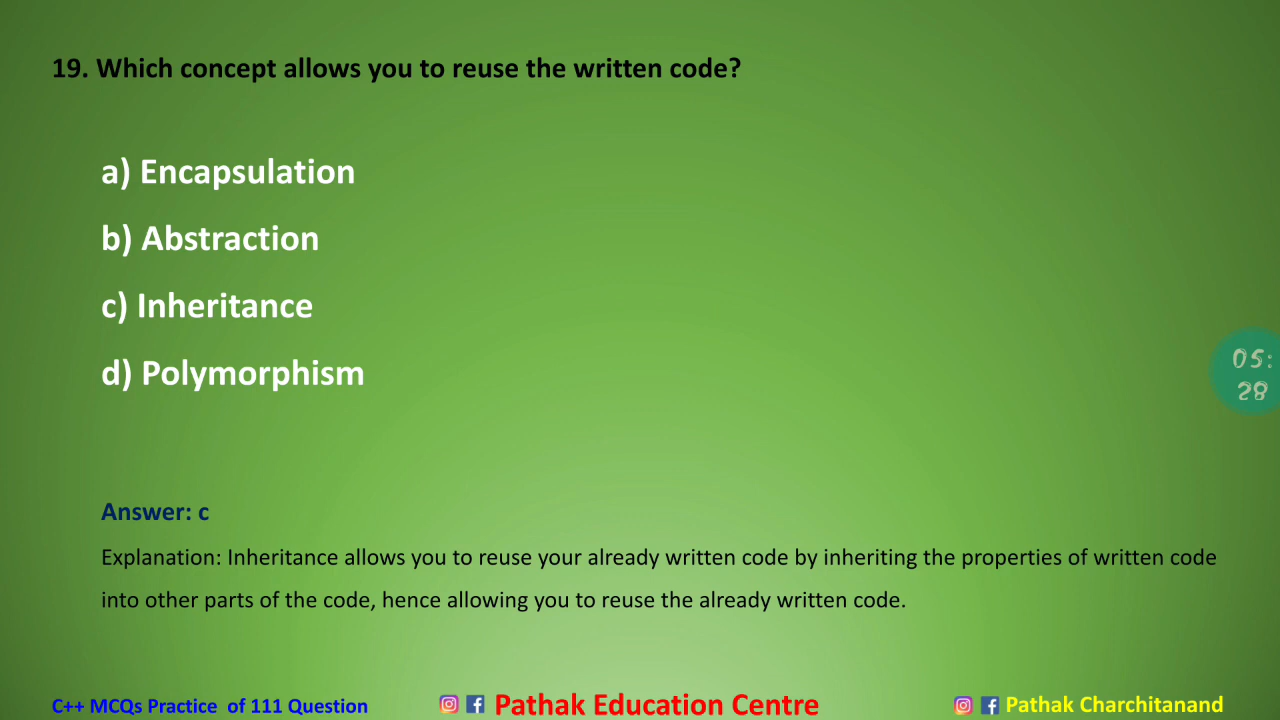 19. Which concept allows you to reuse the written code?
a) Encapsulation
b) Abstraction
c) Inheritance
d) Polymorphism
05:
28
Answer: c
Explanation: Inheritance allows you to reuse your already written code by inheriting the properties of written code
into other parts of the code, hence allowing you to reuse the already written code.
C++ MCQs Practice of 111 Question
Pathak Education Centre
Pathak Charchitanand